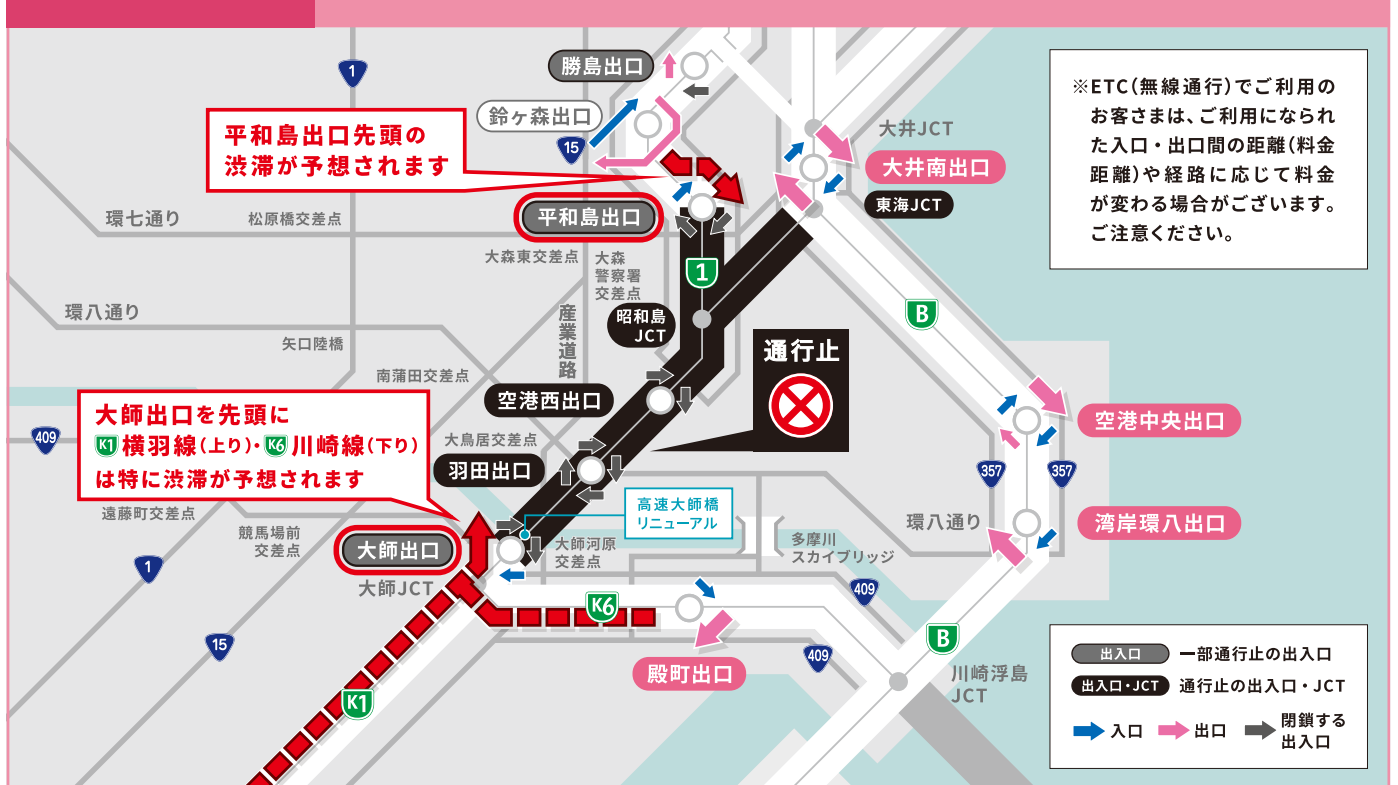 勝島出口
1
鈴ヶ森出口
15
平和島出口先頭の
渋滞が予想されます
大井JCT
大井南出口
東海JCT
※ETC(無線通行)でご利用の
お客さまは、ご利用になられ
た入口・出口間の距離(料金
距離)や経路に応じて料金
が変わる場合がございます。
ご注意ください。
環七通り
松原橋交差点
平和島出口
大森東交差点
大森
警察署
交差点
1
環八通り
産業道路
昭和島
JCT
B
矢口陸橋
通行止
南蒲田交差点
空港西出口
空港中央出口
大師出口を先頭に
K1 横羽線(上り)・K6 川崎線(下り)
は特に渋滞が予想されます
409
大鳥居交差点
羽田出口
357
357
高速大師橋
リニューアル
環八通り
湾岸環八出口
遠藤町交差点
競馬場前
交差点
大師出口
大師河原
交差点
多摩川
スカイブリッジ
1
大師JCT
409
K6
15
B
409
殿町出口
川崎浮島
JCT
K1
出入口 一部通行止の出入口
出入口・JCT 通行止の出入口・JCT
入口 出口 閉鎖する
出入口